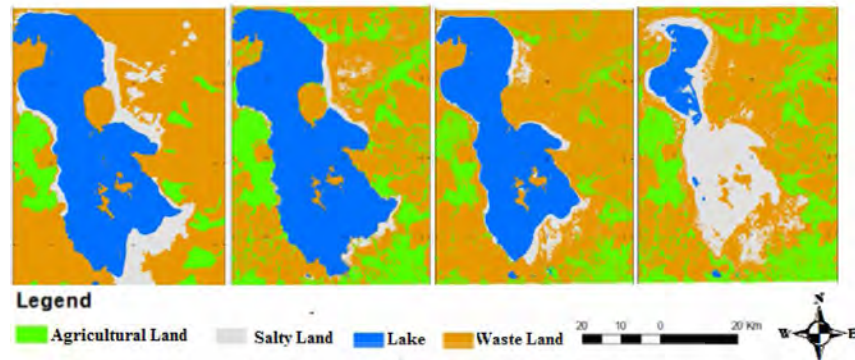 Legend
Agricultural Land
Salty Land
Lake
Waste Land
20 10 0 20 Km
N
W E
S